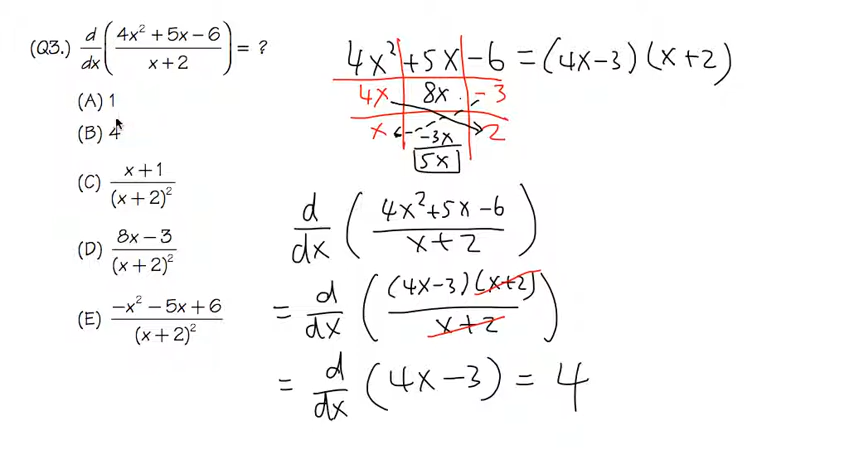 (Q3.) d/dx((4x² + 5x − 6)/(x + 2)) = ?
(A) 1
(B) 4
(C) (x + 1)/(x + 2)²
(D) (8x − 3)/(x + 2)²
(E) (−x² − 5x + 6)/(x + 2)²
4x² + 5x − 6 = (4x−3)(x+2)
4x 8x −3
x −3x 2
5x
d/dx((4x²+5x−6)/(x+2))
= d/dx((4x−3)(x+2)/(x+2))
= d/dx(4x−3) = 4